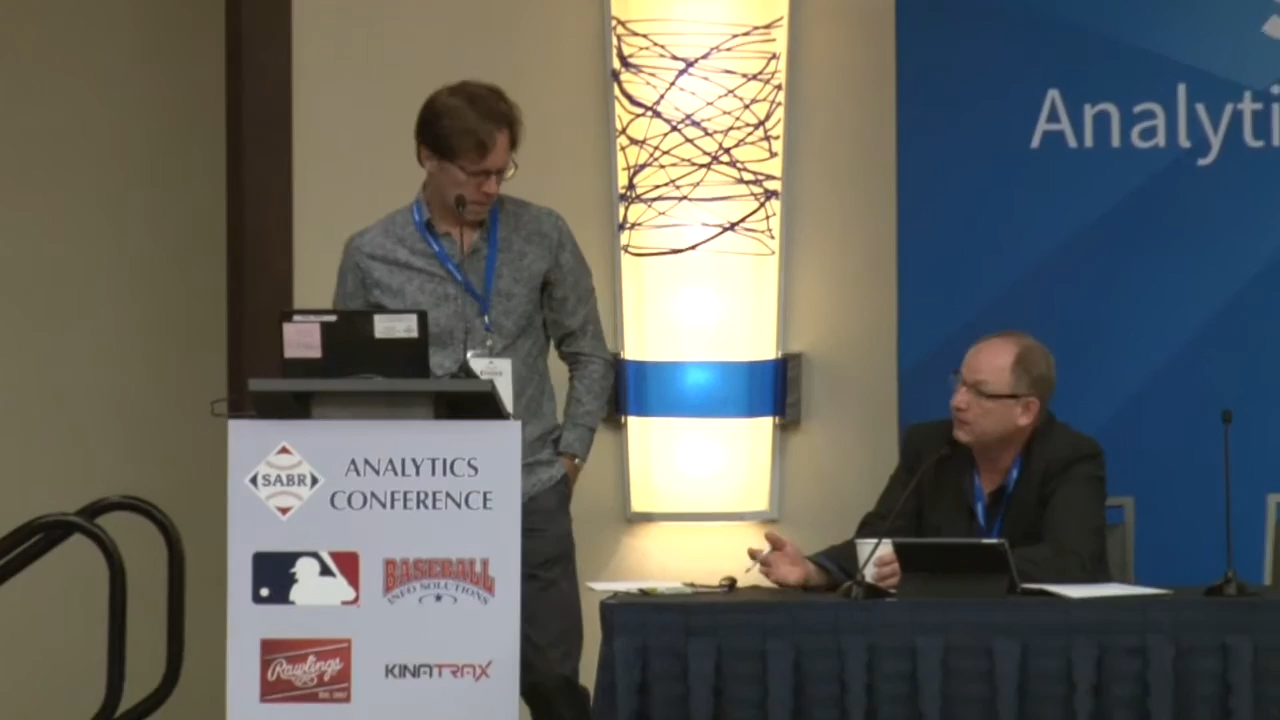 Analyti
SABR
ANALYTICS
CONFERENCE
BASEBALL
INFO SOLUTIONS
Rawlings
KINATRAX